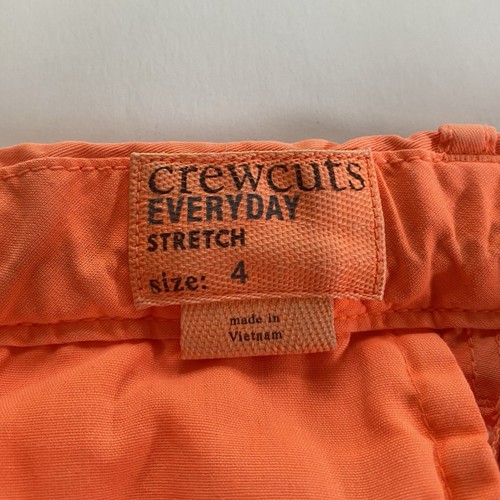 crewcuts
EVERYDAY
STRETCH
size: 4
made in
Vietnam